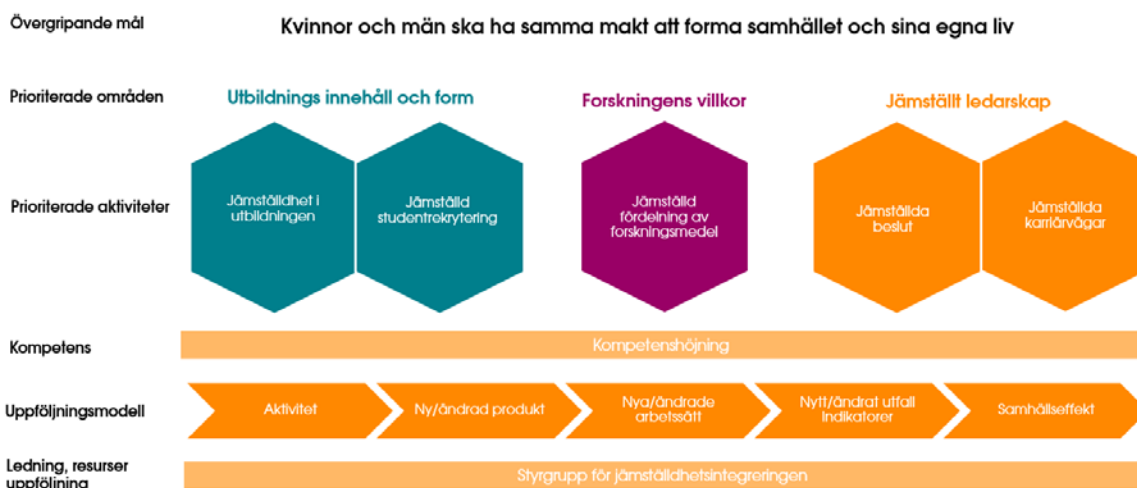 Övergripande mål
Kvinnor och män ska ha samma makt att forma samhället och sina egna liv
Prioriterade områden
Utbildnings innehåll och form
Forskningens villkor
Jämställt ledarskap
Prioriterade aktiviteter
Jämställdhet i
utbildningen
Jämställd
studentrekrytering
Jämställd
fördelning av
forskningsmedel
Jämställda
beslut
Jämställda
karriärvägar
Kompetens
Kompetenshöjning
Uppföljningsmodell
Aktivitet
Ny/ändrad produkt
Nya/ändrade
arbetssätt
Nytt/ändrat utfall
Indikatorer
Samhällseffekt
Ledning, resurser
uppföljning
Styrgrupp för jämställdhetsintegreringen